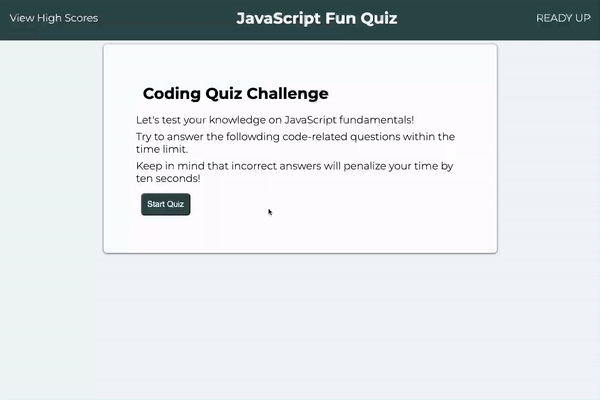 View High Scores
JavaScript Fun Quiz
READY UP
Coding Quiz Challenge
Let's test your knowledge on JavaScript fundamentals!
Try to answer the followding code-related questions within the
time limit.
Keep in mind that incorrect answers will penalize your time by
ten seconds!
Start Quiz